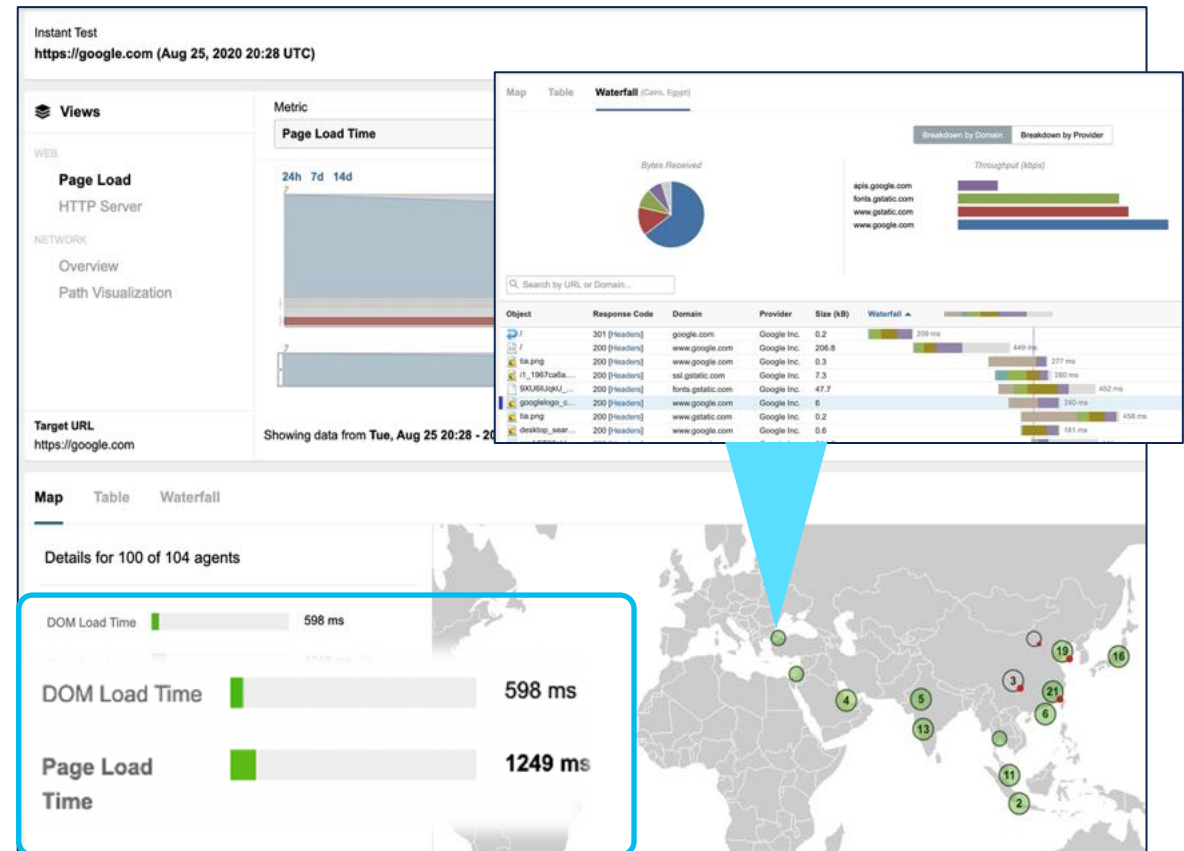 Instant Test
https://google.com (Aug 25, 2020 20:28 UTC)
Views
WEB
Page Load
HTTP Server
NETWORK
Overview
Path Visualization
Target URL
https://google.com
Metric
Page Load Time
24h 7d 14d
7
7
Showing data from Tue, Aug 25 20:28 - 20
Map Table Waterfall (Cairo, Egypt)
Breakdown by Domain Breakdown by Provider
Bytes Received
Throughput (kbps)
apis.google.com
fonts.gstatic.com
www.gstatic.com
www.google.com
Search by URL or Domain...
Object Response Code Domain Provider Size (kB) Waterfall
/ 301 [Headers] google.com Google Inc. 0.2 209 ms
/ 200 [Headers] www.google.com Google Inc. 206.8 449 ms
tia.png 200 [Headers] www.google.com Google Inc. 0.3 277 ms
i1_1967ca6a.... 200 [Headers] ssl.gstatic.com Google Inc. 7.3 260 ms
200 [Headers] fonts.gstatic.com Google Inc. 47.7 452 ms
googlelogo_c... 200 [Headers] www.google.com Google Inc. 6 240 ms
tia.png 200 [Headers] www.gstatic.com Google Inc. 0.2 458 ms
desktop_sear... 200 [Headers] www.google.com Google Inc. 0.6 181 ms
Map Table Waterfall
Details for 100 of 104 agents
DOM Load Time 598 ms
DOM Load Time 598 ms
Page Load
Time 1249 ms
19
16
3
21
4
5
6
13
11
2